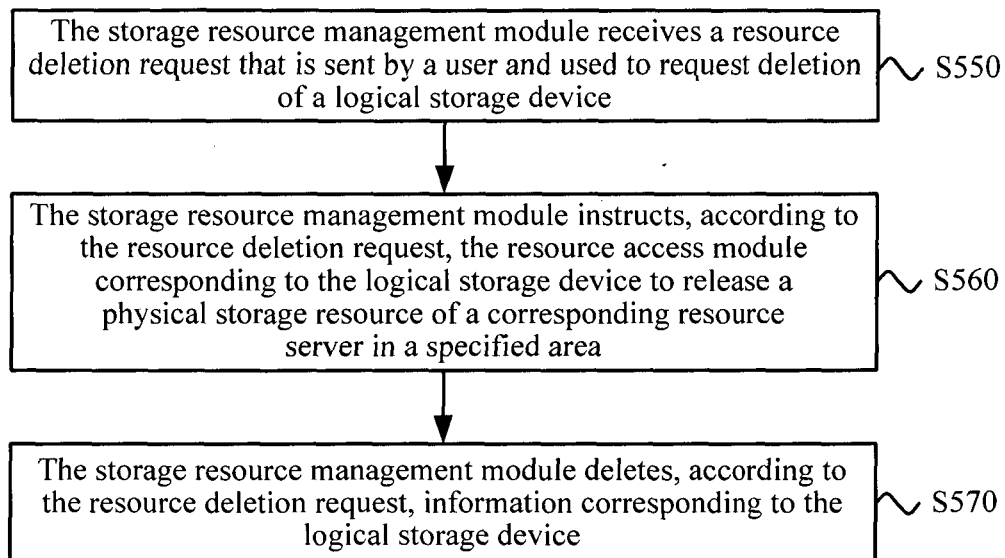 The storage resource management module receives a resource
deletion request that is sent by a user and used to request deletion
of a logical storage device
S550
The storage resource management module instructs, according to
the resource deletion request, the resource access module
corresponding to the logical storage device to release a
physical storage resource of a corresponding resource
server in a specified area
S560
The storage resource management module deletes, according to
the resource deletion request, information corresponding to the
logical storage device
S570